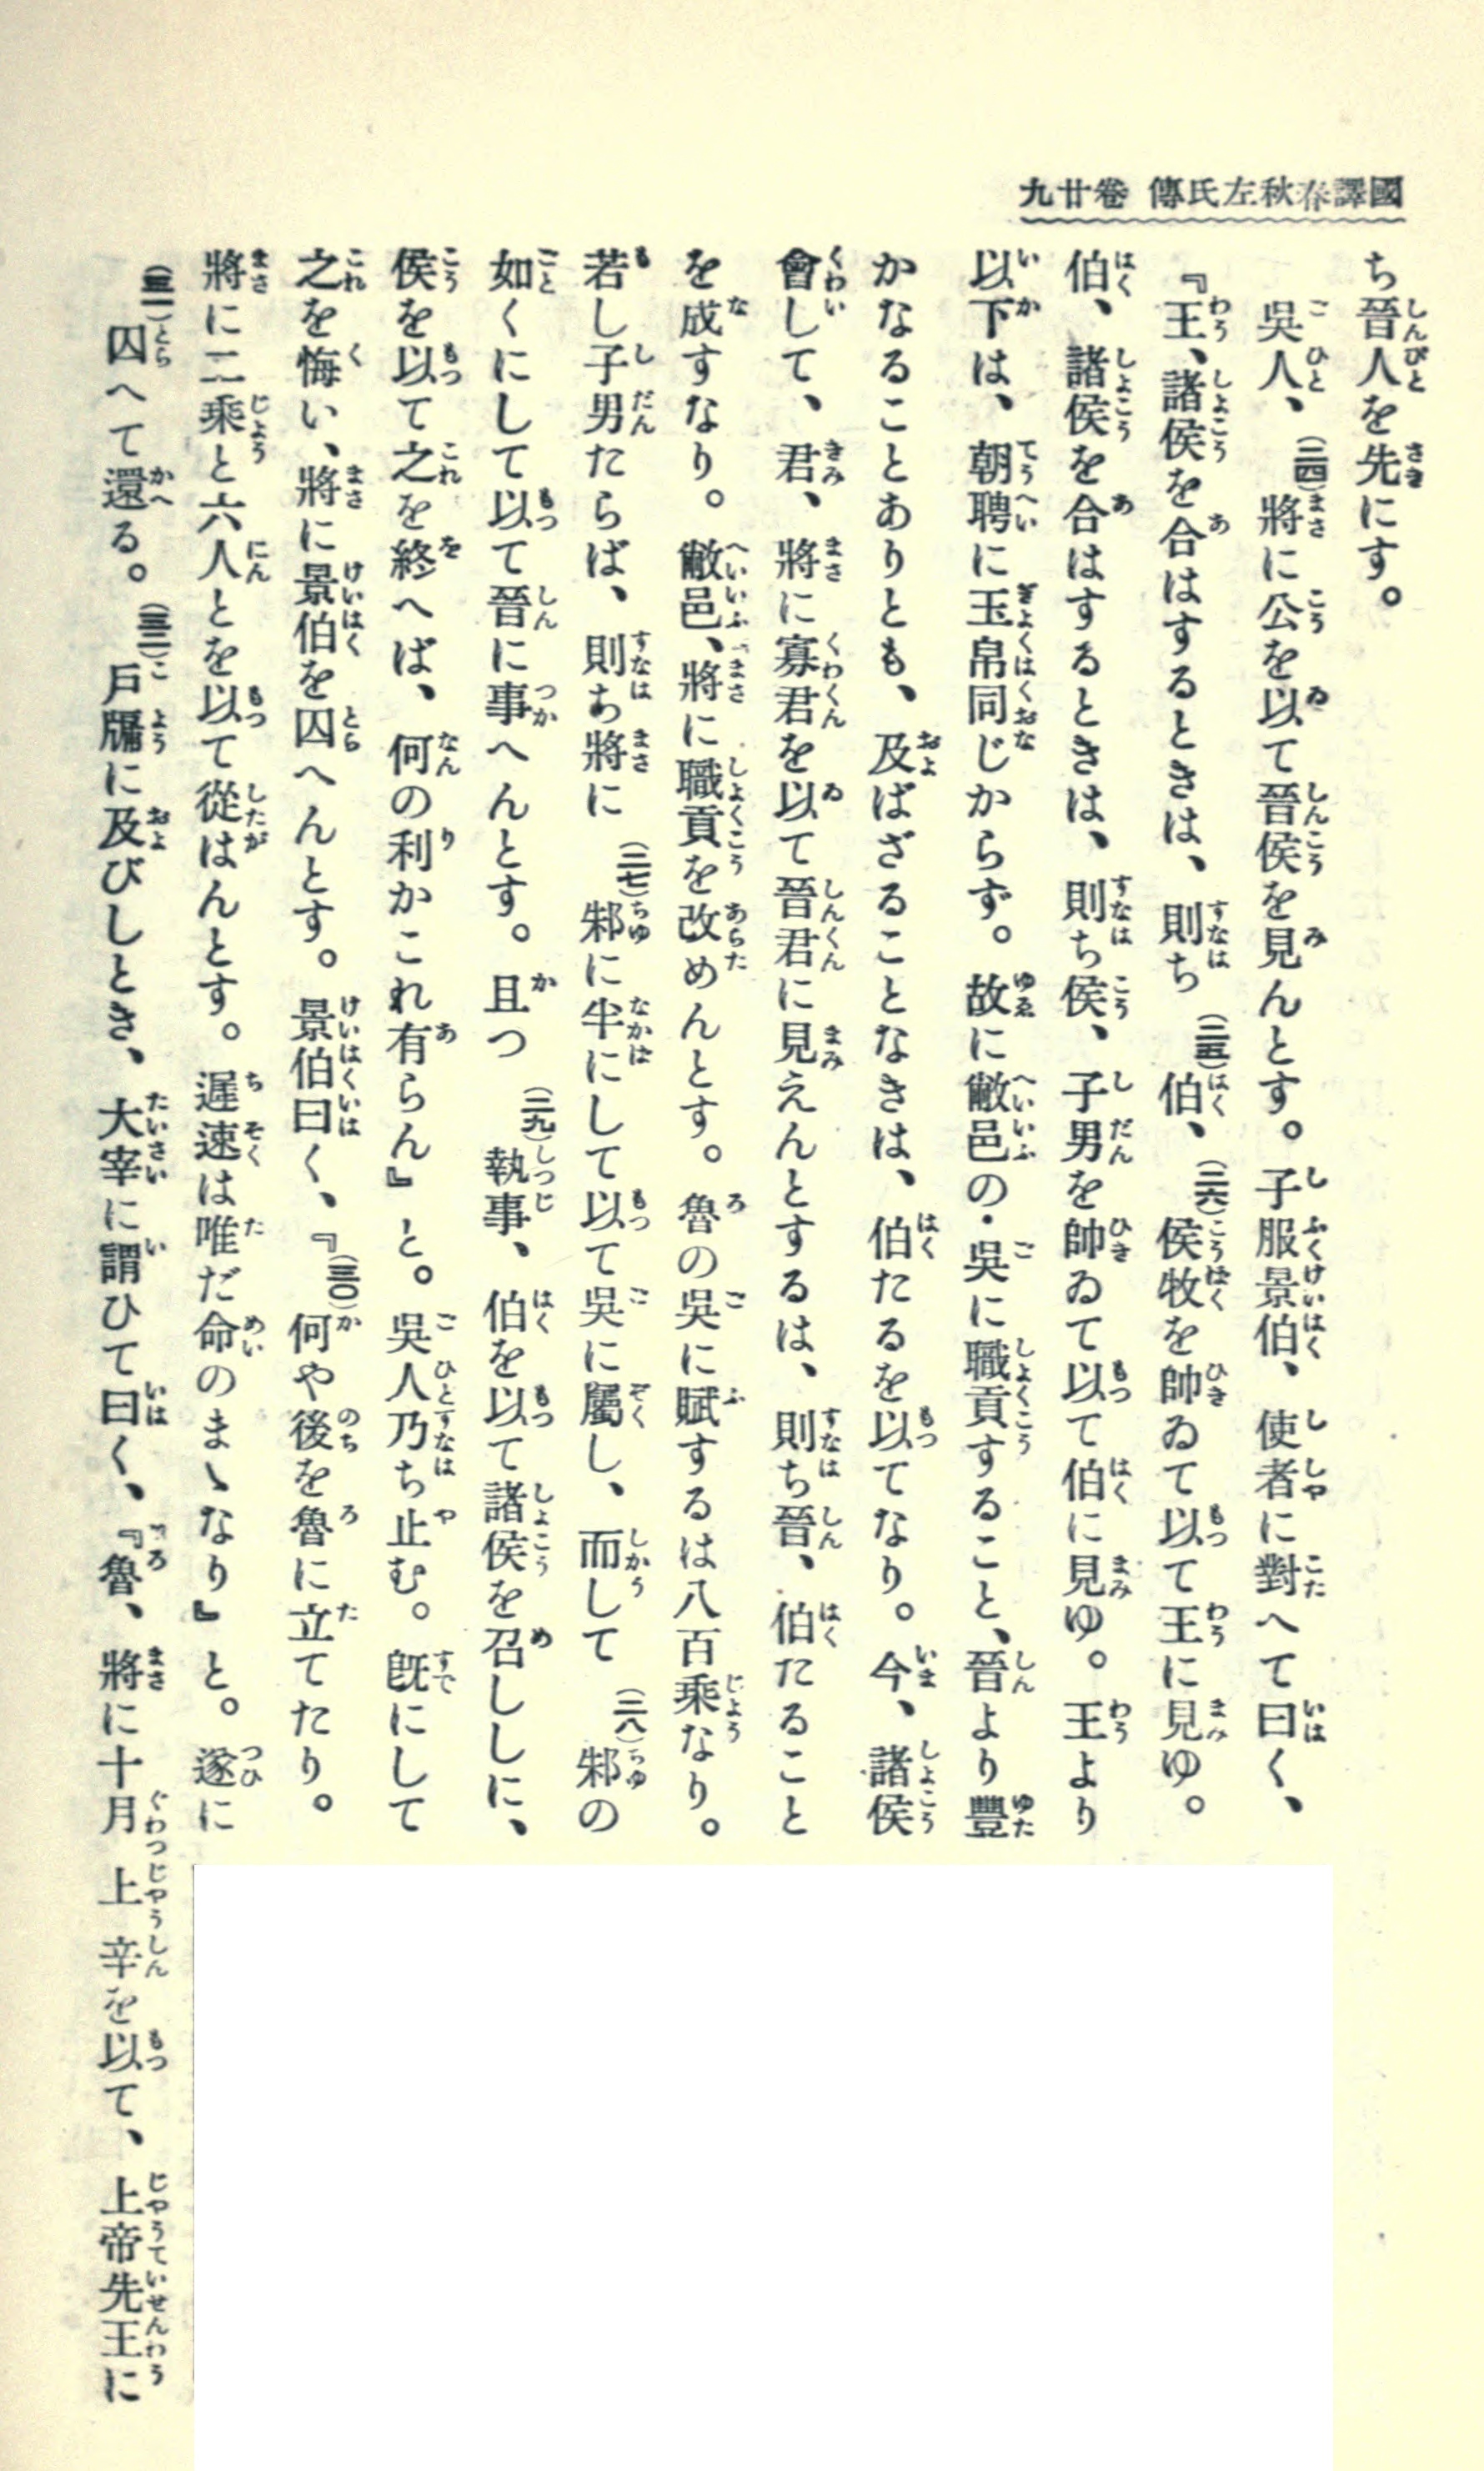 國譯春秋左氏傳 卷廿九
ち晉人を先にす。
吳人、(二四)將に公を以て晉侯を見んとす。子服景伯、使者に對へて曰く、
『王、諸侯を合はするときは、則ち(二五)伯、(二六)侯牧を帥ゐて以て王に見ゆ。
伯、諸侯を合はするときは、則ち侯、子男を帥ゐて以て伯に見ゆ。王より
以下は、朝聘に玉帛同じからず。故に敝邑の・吳に職貢すること、晉より豐
かなることありとも、及ばざることなきは、伯たるを以てなり。今、諸侯
會して、君、將に寡君を以て晉君に見えんとするは、則ち晉、伯たること
を成すなり。敝邑、將に職貢を改めんとす。魯の吳に賦するは八百乘なり。
若し子男たらば、則ち將に(二七)邾に半にして以て吳に屬し、而して(二八)邾の
如くにして以て晉に事へんとす。且つ(二九)執事、伯を以て諸侯を召ししに、
侯を以て之を終へば、何の利かこれ有らん』と。吳人乃ち止む。旣にして
之を悔い、將に景伯を囚へんとす。景伯曰く、『(三〇)何や後を魯に立てたり。
將に二乘と六人とを以て從はんとす。遲速は唯だ命のまゝなり』と。遂に
(三一)囚へて還る。(三二)戶牖に及びしとき、大宰に謂ひて曰く、『魯、將に十月上辛を以て、上帝先王に